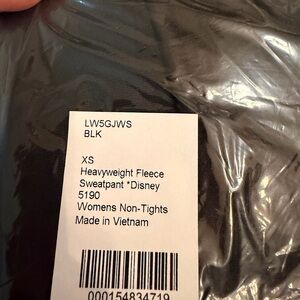 LW5GJWS
BLK
XS
Heavyweight Fleece
Sweatpant *Disney
5190
Womens Non-Tights
Made in Vietnam
000154834719